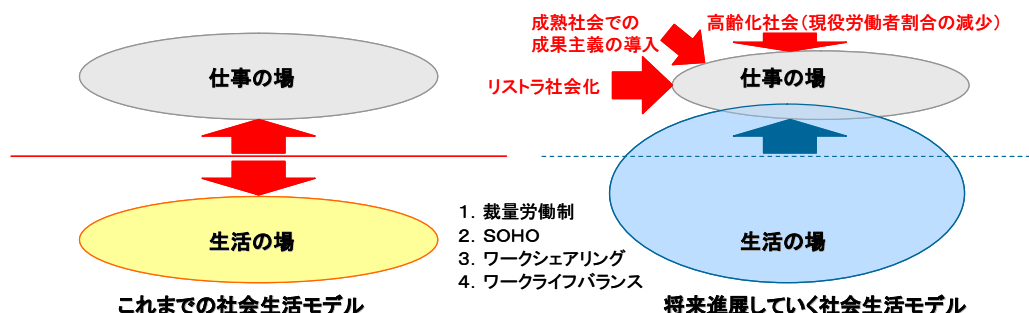 成熟社会での
成果主義の導入
高齢化社会（現役労働者割合の減少）
リストラ社会化
仕事の場
仕事の場
1. 裁量労働制
2. SOHO
3. ワークシェアリング
4. ワークライフバランス
生活の場
生活の場
これまでの社会生活モデル
将来進展していく社会生活モデル